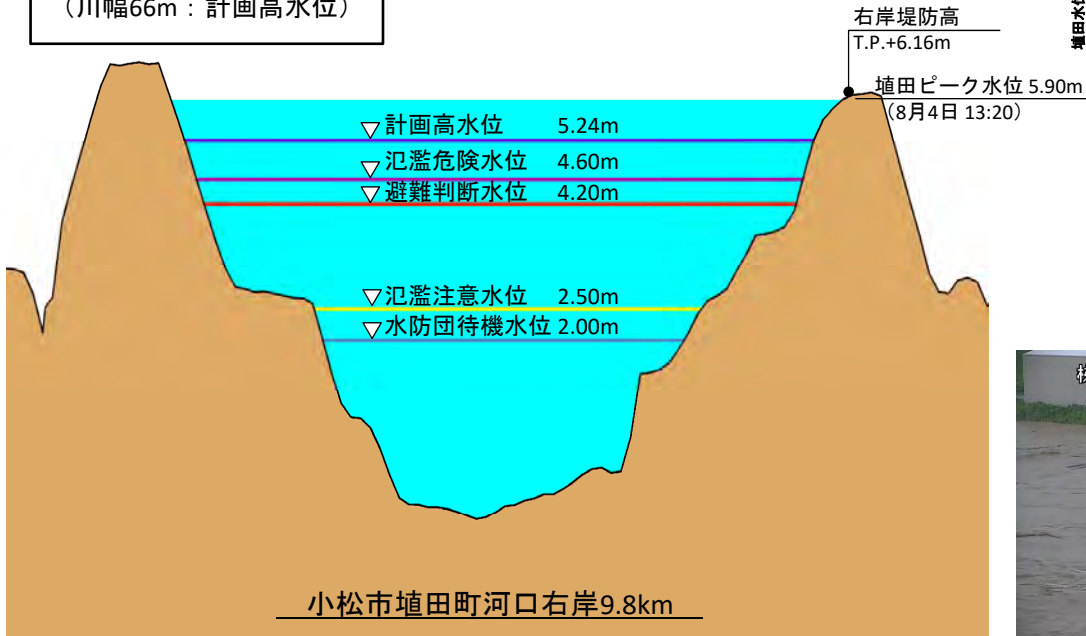 （川幅66m：計画高水位）
右岸堤防高
T.P.+6.16m
埴田ピーク水位 5.90m
（8月4日 13:20）
▽計画高水位 5.24m
▽氾濫危険水位 4.60m
▽避難判断水位 4.20m
▽氾濫注意水位 2.50m
▽水防団待機水位 2.00m
小松市埴田町河口右岸9.8km
埴田水